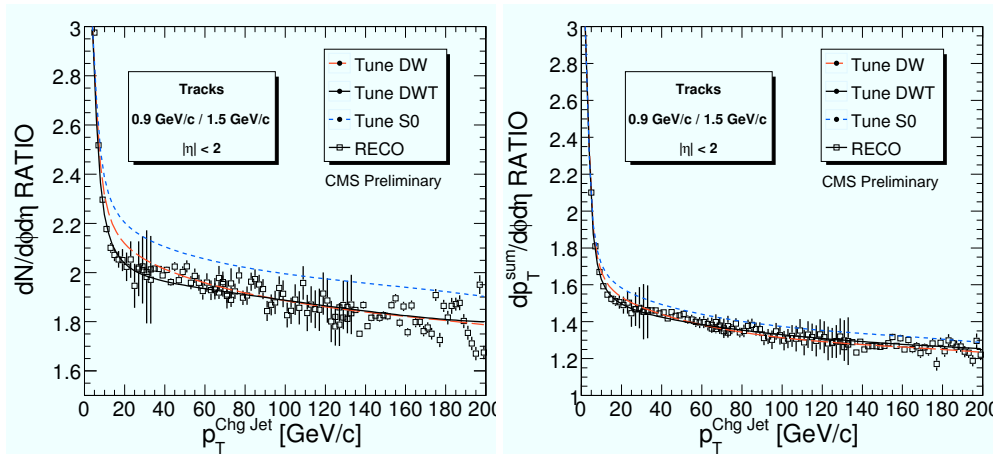 dN/dφdη RATIO
3
2.8
2.6
2.4
2.2
2
1.8
1.6
Tracks
0.9 GeV/c / 1.5 GeV/c
|η| < 2
Tune DW
Tune DWT
Tune S0
RECO
CMS Preliminary
0 20 40 60 80 100 120 140 160 180 200
p_T^Chg Jet [GeV/c]
dp_T^sum/dφdη RATIO
3
2.8
2.6
2.4
2.2
2
1.8
1.6
1.4
1.2
1
Tracks
0.9 GeV/c / 1.5 GeV/c
|η| < 2
Tune DW
Tune DWT
Tune S0
RECO
CMS Preliminary
0 20 40 60 80 100 120 140 160 180 200
p_T^Chg Jet [GeV/c]